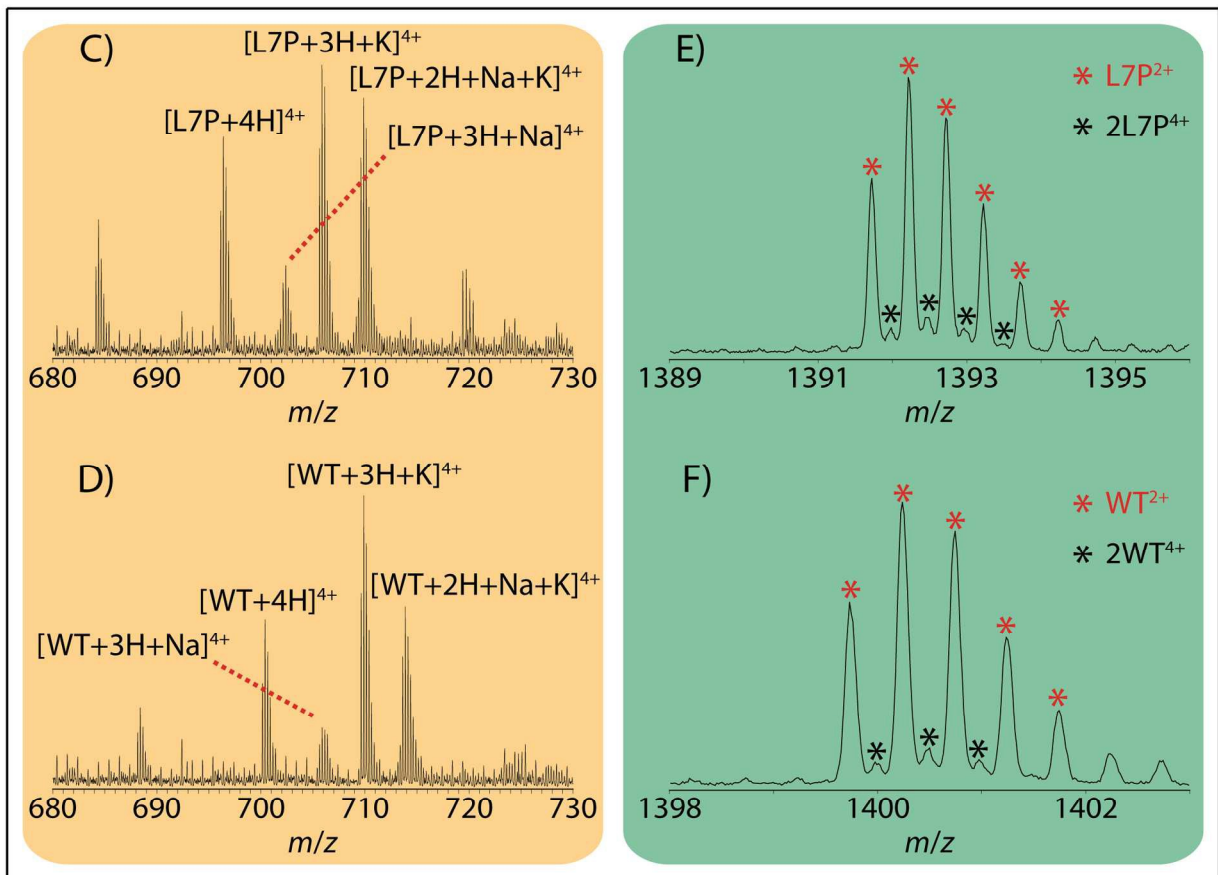 C)
[L7P+3H+K]⁴⁺
[L7P+2H+Na+K]⁴⁺
[L7P+4H]⁴⁺
[L7P+3H+Na]⁴⁺
680 690 700 710 720 730
m/z
D)
[WT+3H+K]⁴⁺
[WT+4H]⁴⁺
[WT+2H+Na+K]⁴⁺
[WT+3H+Na]⁴⁺
680 690 700 710 720 730
m/z
E)
* L7P²⁺
* 2L7P⁴⁺
1389 1391 1393 1395
m/z
F)
* WT²⁺
* 2WT⁴⁺
1398 1400 1402
m/z